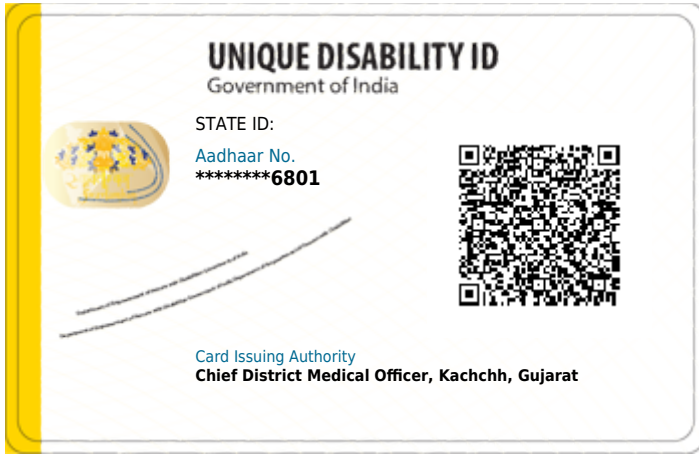 UNIQUE DISABILITY ID
Government of India
STATE ID:
Aadhaar No.
********6801
Card Issuing Authority
Chief District Medical Officer, Kachchh, Gujarat